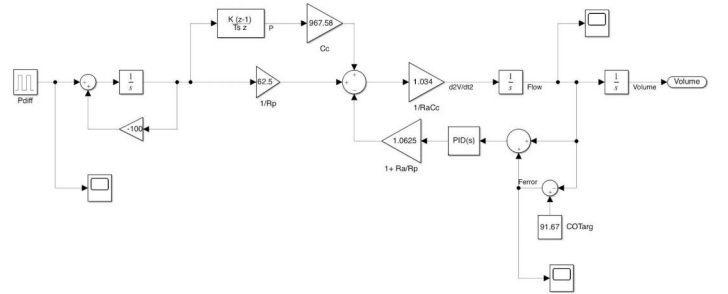 K (z-1)
Ts z
P
967.58
Cc
Pdiff
1
s
-100
62.5
1/Rp
1.034
1/RaCc
d2V/dt2
1
s
Flow
1
s
Volume
Volume
1.0625
1+ Ra/Rp
PID(s)
Ferror
91.67
COTarg